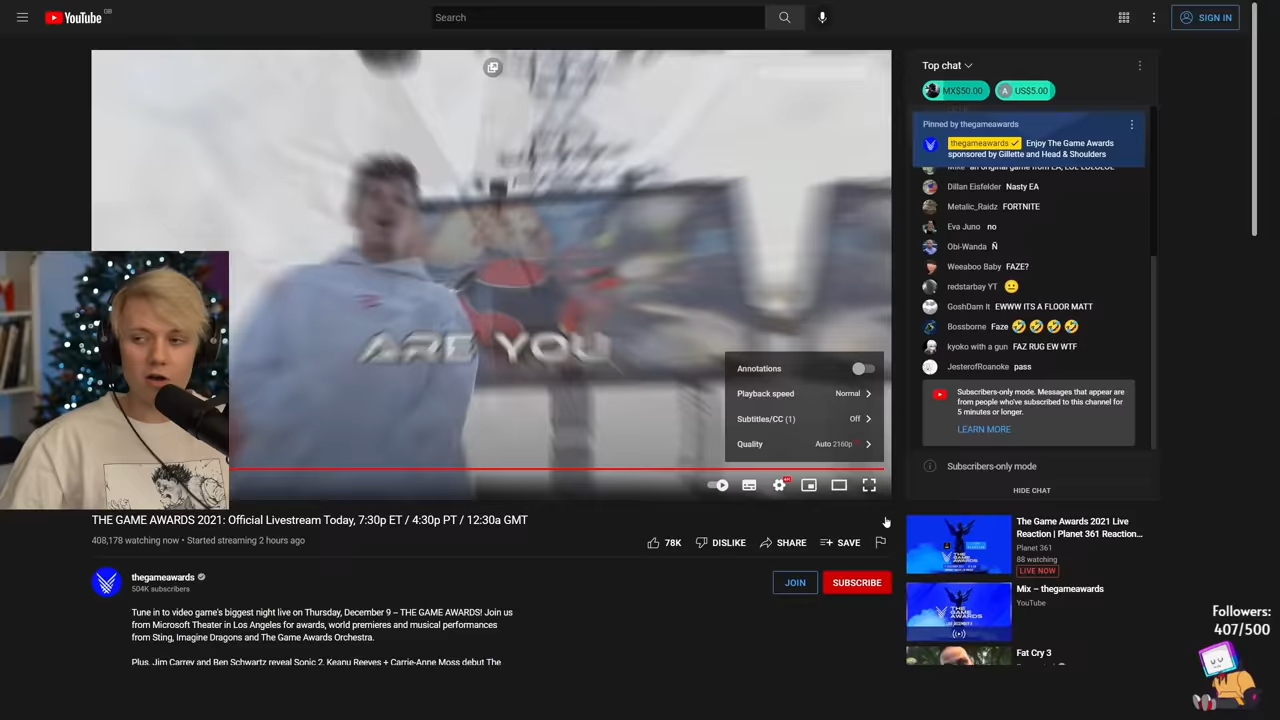 YouTube GB
Search
SIGN IN
Top chat
MX$50.00
A US$5.00
Pinned by thegameawards
thegameawards Enjoy The Game Awards
sponsored by Gillette and Head & Shoulders
Mike an original game from EA, LOL LOLOLOL
Dillan Eisfelder Nasty EA
Metalic_Raidz FORTNITE
Eva Juno no
Obi-Wanda Ñ
Weeaboo Baby FAZE?
redstarbay YT
GoshDarn It EWWW ITS A FLOOR MATT
Bossborne Faze
kyoko with a gun FAZ RUG EW WTF
JesterofRoanoke pass
Subscribers-only mode. Messages that appear are
from people who've subscribed to this channel for
5 minutes or longer.
LEARN MORE
Subscribers-only mode
HIDE CHAT
ARE YOU
Annotations
Playback speed Normal
Subtitles/CC (1) Off
Quality Auto 2160p
THE GAME AWARDS 2021: Official Livestream Today, 7:30p ET / 4:30p PT / 12:30a GMT
408,178 watching now • Started streaming 2 hours ago
78K DISLIKE SHARE SAVE
thegameawards
504K subscribers
JOIN SUBSCRIBE
Tune in to video game's biggest night live on Thursday, December 9 – THE GAME AWARDS! Join us
from Microsoft Theater in Los Angeles for awards, world premieres and musical performances
from Sting, Imagine Dragons and The Game Awards Orchestra.
Plus, Jim Carrey and Ben Schwartz reveal Sonic 2, Keanu Reeves + Carrie-Anne Moss debut The
The Game Awards 2021 Live
Reaction | Planet 361 Reaction...
Planet 361
88 watching
LIVE NOW
Mix – thegameawards
YouTube
Fat Cry 3
Followers:
407/500